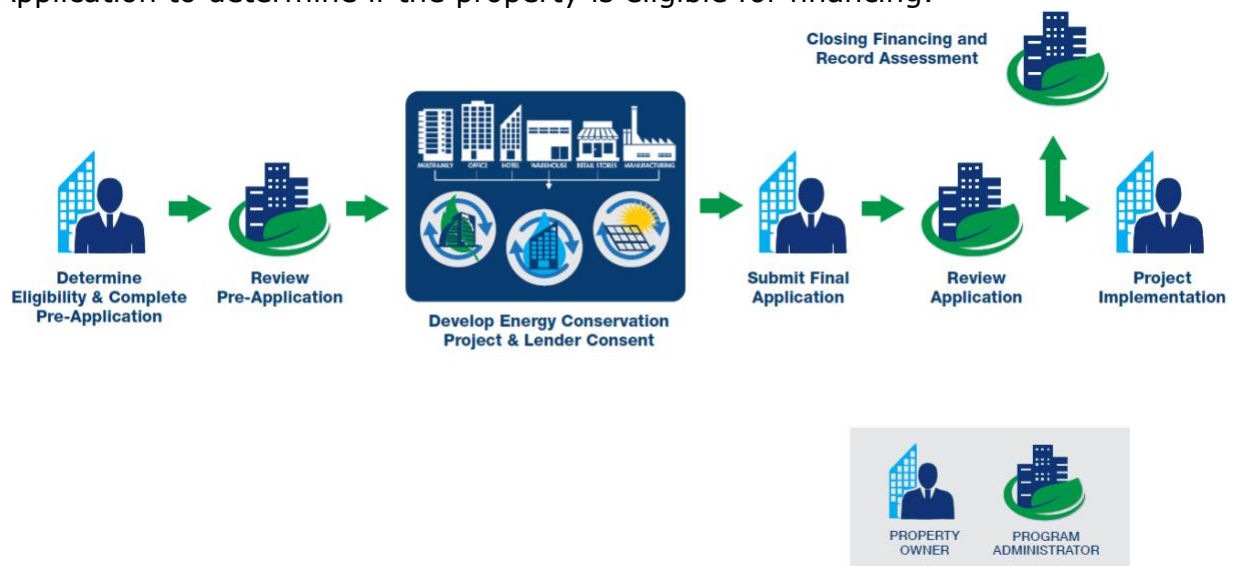 Application to determine if the property is eligible for financing.
Closing Financing and
Record Assessment
MULTIFAMILY OFFICE HOTEL WAREHOUSE RETAIL STORES MANUFACTURING
Determine
Eligibility & Complete
Pre-Application
Review
Pre-Application
Develop Energy Conservation
Project & Lender Consent
Submit Final
Application
Review
Application
Project
Implementation
PROPERTY
OWNER
PROGRAM
ADMINISTRATOR